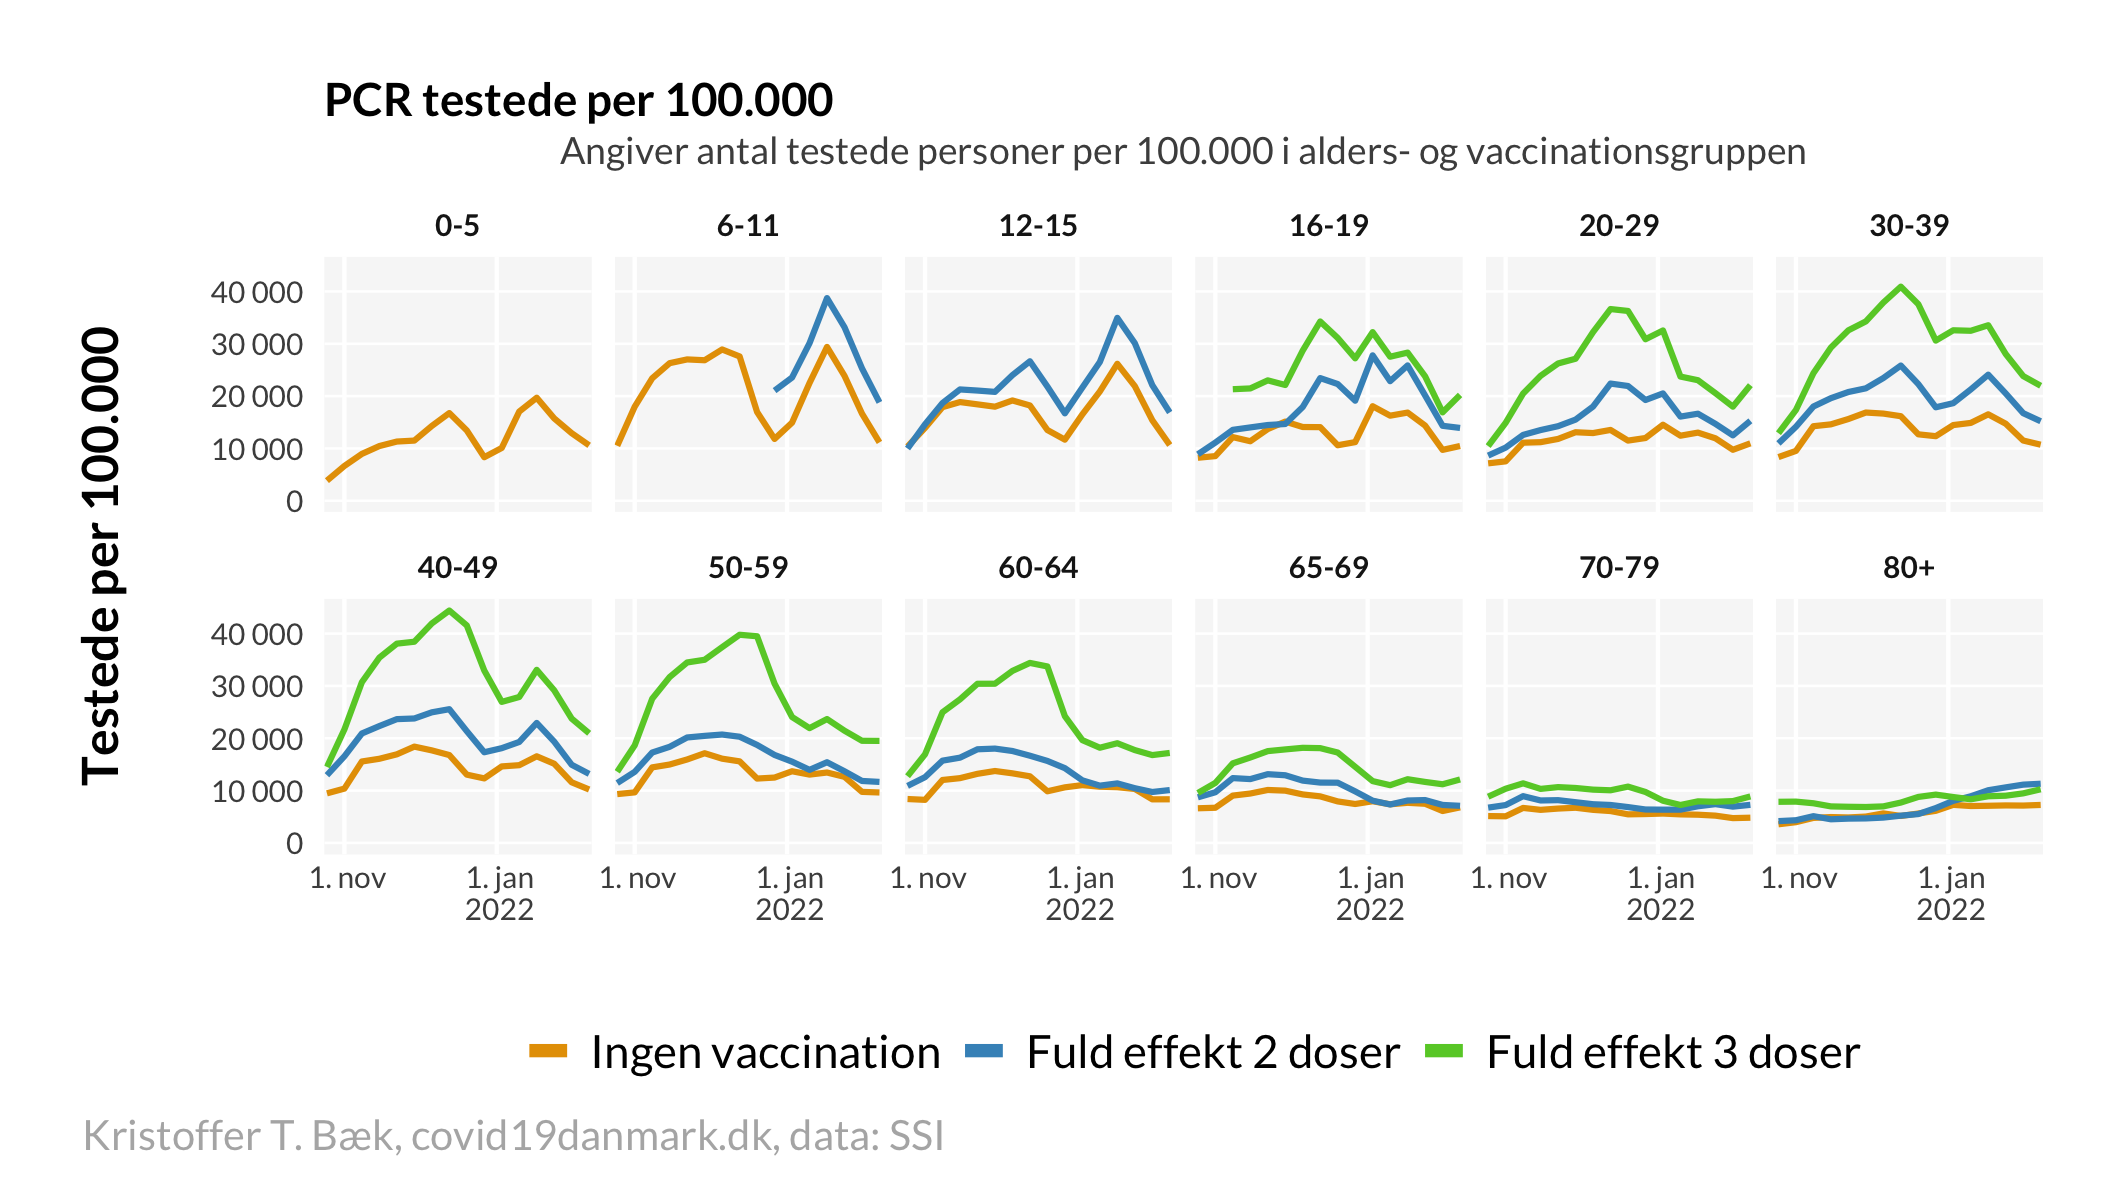 PCR testede per 100.000
Angiver antal testede personer per 100.000 i alders- og vaccinationsgruppen
Testede per 100.000
0-5
6-11
12-15
16-19
20-29
30-39
40 000
30 000
20 000
10 000
0
40-49
50-59
60-64
65-69
70-79
80+
40 000
30 000
20 000
10 000
0
1. nov
1. jan
2022
1. nov
1. jan
2022
1. nov
1. jan
2022
1. nov
1. jan
2022
1. nov
1. jan
2022
1. nov
1. jan
2022
Ingen vaccination
Fuld effekt 2 doser
Fuld effekt 3 doser
Kristoffer T. Bæk, covid19danmark.dk, data: SSI